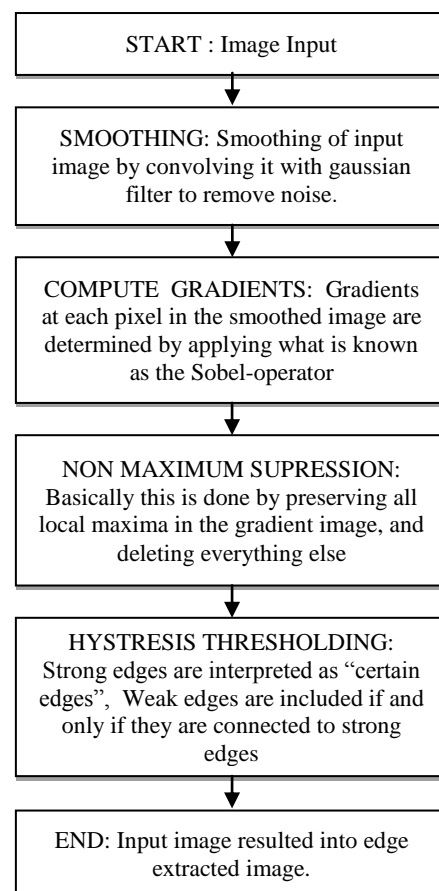 START : Image Input
SMOOTHING: Smoothing of input
image by convolving it with gaussian
filter to remove noise.
COMPUTE GRADIENTS: Gradients
at each pixel in the smoothed image are
determined by applying what is known
as the Sobel-operator
NON MAXIMUM SUPRESSION:
Basically this is done by preserving all
local maxima in the gradient image, and
deleting everything else
HYSTRESIS THRESHOLDING:
Strong edges are interpreted as “certain
edges”, Weak edges are included if and
only if they are connected to strong
edges
END: Input image resulted into edge
extracted image.